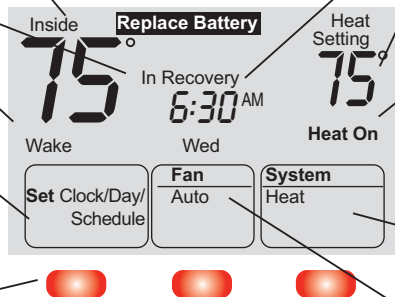 Inside
Replace Battery
Heat
Setting
75°
In Recovery
6:30 AM
75°
Heat On
Wake
Wed
Set Clock/Day/
Schedule
Fan
Auto
System
Heat